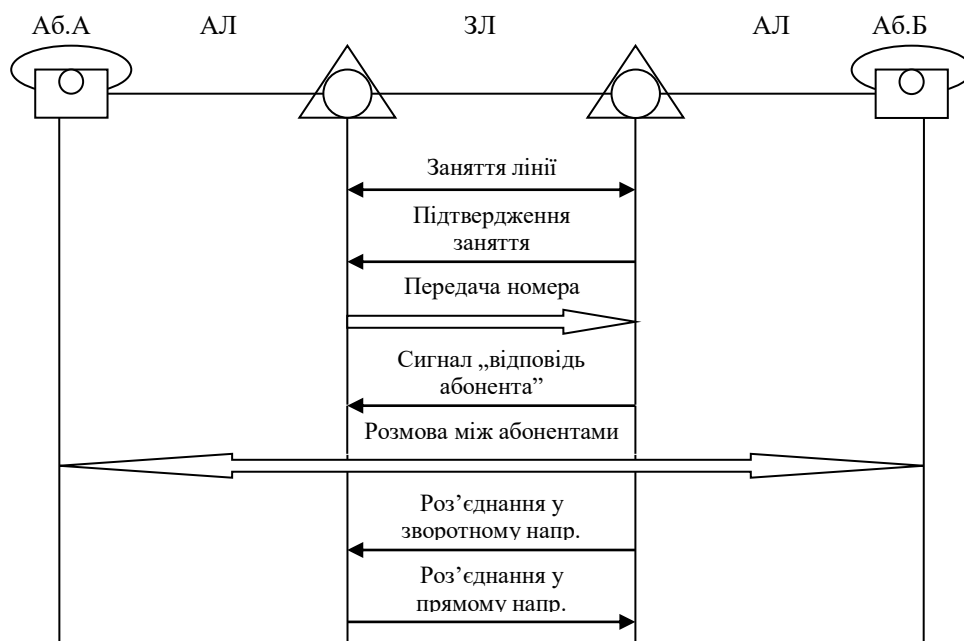 Аб.А АЛ ЗЛ АЛ Аб.Б
Заняття лінії
Підтвердження
заняття
Передача номера
Сигнал „відповідь
абонента”
Розмова між абонентами
Роз’єднання у
зворотному напр.
Роз’єднання у
прямому напр.